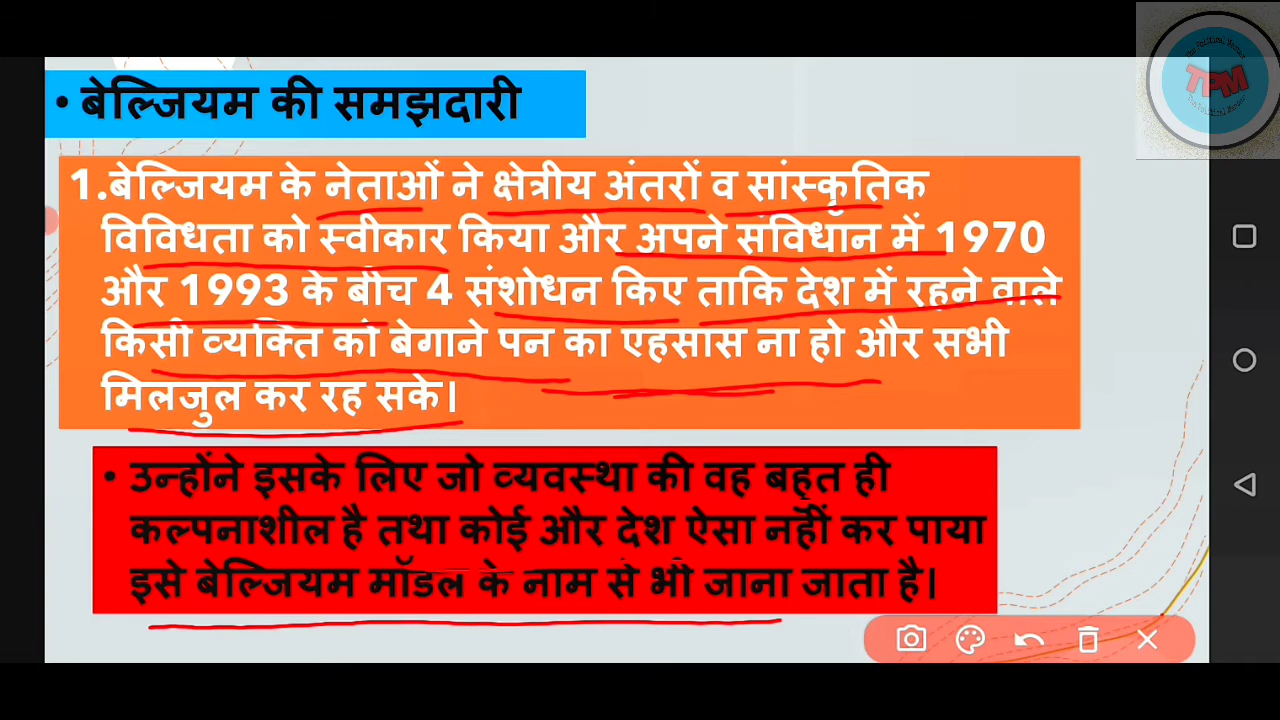 • बेल्जियम की समझदारी
1.बेल्जियम के नेताओं ने क्षेत्रीय अंतरों व सांस्कृतिक
विविधता को स्वीकार किया और अपने संविधान में 1970
और 1993 के बीच 4 संशोधन किए ताकि देश में रहने वाले
किसी व्यक्ति को बेगाने पन का एहसास ना हो और सभी
मिलजुल कर रह सके।
• उन्होंने इसके लिए जो व्यवस्था की वह बहुत ही
कल्पनाशील है तथा कोई और देश ऐसा नहीं कर पाया
इसे बेल्जियम मॉडल के नाम से भी जाना जाता है।
TPM